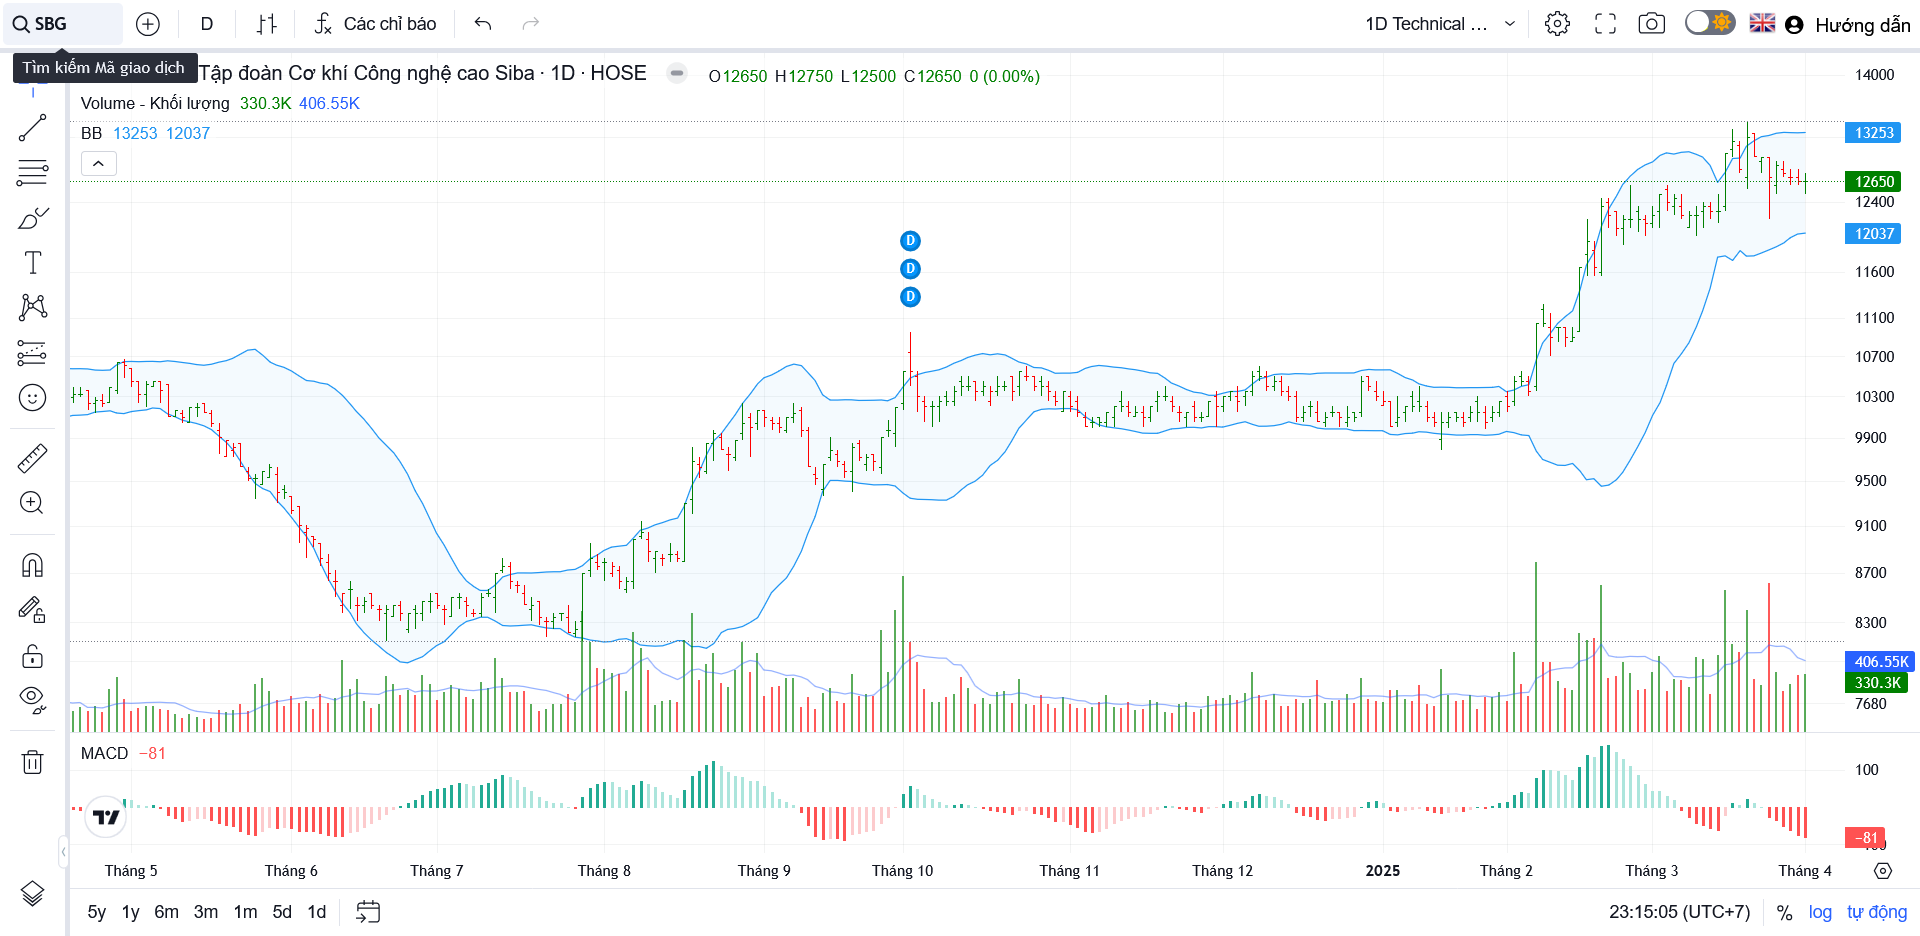 SBG
D
Các chỉ báo
1D Technical ...
Hướng dẫn
Tìm kiếm Mã giao dịch
Tập đoàn Cơ khí Công nghệ cao Siba · 1D · HOSE
O12650 H12750 L12500 C12650 0 (0.00%)
Volume - Khối lượng 330.3K 406.55K
BB 13253 12037
D
D
D
14000
13253
12650
12400
12037
11600
11100
10700
10300
9900
9500
9100
8700
8300
406.55K
330.3K
7680
MACD −81
100
−81
Tháng 5 Tháng 6 Tháng 7 Tháng 8 Tháng 9 Tháng 10 Tháng 11 Tháng 12 2025 Tháng 2 Tháng 3 Tháng 4
5y 1y 6m 3m 1m 5d 1d
23:15:05 (UTC+7) % log tự động